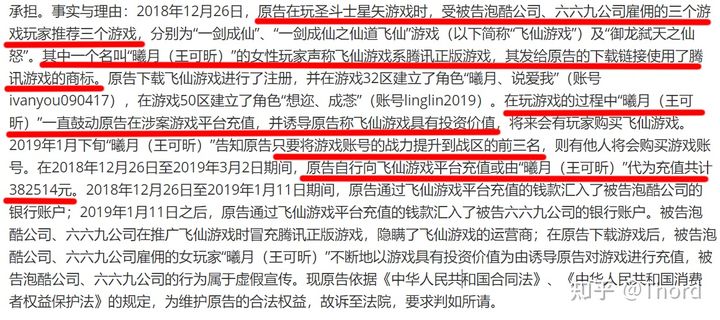 承担。事实与理由：2018年12月26日，原告在玩圣斗士星矢游戏时，受被告泡酷公司、六六九公司雇佣的三个游
戏玩家推荐三个游戏，分别为“一剑成仙”、“一剑成仙之仙道飞仙”游戏（以下简称“飞仙游戏）及“御龙弑天之仙
怒”。其中一个名叫“曦月（王可昕）”的女性玩家声称飞仙游戏系腾讯正版游戏，其发给原告的下载链接使用了腾
讯游戏的商标。原告下载飞仙游戏进行了注册，并在游戏32区建立了角色“曦月、说爱我”（账号
ivanyou090417），在游戏50区建立了角色“想迩、成莣”（账号linglin2019）。在玩游戏的过程中“曦月（王可
昕）”一直鼓动原告在涉案游戏平台充值，并诱导原告称飞仙游戏具有投资价值，将来会有玩家购买飞仙游戏。
2019年1月下旬“曦月（王可昕）”告知原告只要将游戏账号的战力提升到战区的前三名，则有他人将会购买游戏账
号。在2018年12月26日至2019年3月2日期间，原告自行向飞仙游戏平台充值或由“曦月（王可昕）”代为充值共计
382514元。2018年12月26日至2019年1月11日期间，原告通过飞仙游戏平台充值的钱款汇入了被告泡酷公司的
银行账户；2019年1月11日之后，原告通过飞仙游戏平台充值的钱款汇入了被告六六九公司的银行账户。被告泡
酷公司、六六九公司在推广飞仙游戏时冒充腾讯正版游戏，隐瞒了飞仙游戏的运营商；在原告下载游戏后，被告泡
酷公司、六六九公司雇佣的女玩家“曦月（王可昕）”不断地以游戏具有投资价值为由诱导原告对游戏进行充值，被
告泡酷公司、六六九公司的行为属于虚假宣传。现原告依据《中华人民共和国合同法》、《中华人民共和国消费
者权益保护法》的规定，为维护原告的合法权益，故诉至法院，要求判如所请。
知乎 @1nord